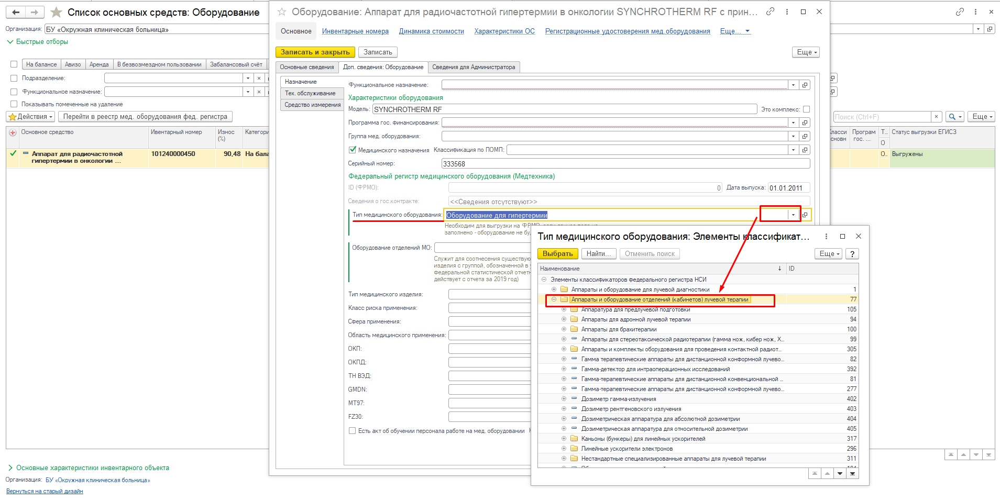 Список основных средств: Оборудование
Организация: БУ «Окружная клиническая больница»
Быстрые отборы
На балансе Авизо Аренда В безвозмездном пользовании Забалансовый счёт
Подразделение:
Функциональное назначение:
Показывать помеченные на удаление
Действия Перейти в реестр мед. оборудования фед. регистра
Поиск (Ctrl+F) Еще
Основное средство Ивентарный номер Износ (%) Категори
Програм гос. ... Т... О Статус выгрузки ЕГИСЗ
Аппарат для радиочастотной 101240000450 90,48 На бала
гипертермии в онкологии ...
О... Выгружены
Основные характеристики инвентарного объекта
Организация: БУ «Окружная клиническая больница»
Вернуться на старый дизайн
Оборудование: Аппарат для радиочастотной гипертермии в онкологии SYNCHROTHERM RF с прин...
Основное Инвентарные номера Динамика стоимости Характеристики ОС Регистрационные удостоверения мед.оборудования Еще...
Записать и закрыть Записать Еще
Основные сведения Доп. сведения: Оборудование Сведения для Администратора
Назначение
Тех. обслуживание
Средство измерения
Функциональное назначение:
Характеристики оборудования
Модель: SYNCHROTHERM RF Это комплекс:
Программа гос. финансирования:
Группа мед. оборудования:
Медицинского назначения Классификация по ПОМП:
Серийный номер: 333568
Федеральный регистр медицинского оборудования (Медтехника)
ID (ФРМО): 0 Дата выпуска: 01.01.2011
Сведения о гос.контракте: <<Сведения отсутствуют>>
Тип медицинского оборудования: Оборудование для гипертермии
Необходим для выгрузки на ФРМО,
заполнено - оборудование не бу
Оборудование отделений МО:
Служит для соотнесения существую
изделия с группой, обозначенной в
федеральной статистической отчетн
действует с отчета за 2019 год)
Тип медицинского изделия:
Класс риска применения:
Сфера применения:
Область медицинского применения:
ОКП:
ОКПД:
ТН ВЭД:
GMDN:
MT97:
FZ30:
Есть акт об обучении персонала работе на мед. оборудовании
Тип медицинского оборудования: Элементы классификат...
Выбрать Найти... Отменить поиск Еще ?
Наименование ↓ ID
Элементы классификаторов федерального регистра НСИ
Аппараты и оборудование для лучевой диагностики 1
Аппараты и оборудование отделений (кабинетов) лучевой терапии 77
Аппаратура для предлучевой подготовки 105
Аппараты для адронной лучевой терапии 94
Аппараты для брахитерапии 100
Аппараты для стереотаксической радиотерапии (гамма нож, кибер нож, Х... 99
Аппараты и комплекты оборудования для проведения контактной радиот... 305
Гамма терапевтические аппараты для дистанционной конформной лучево... 82
Гамма-детектор для интраоперационных исследований 392
Гамма-терапевтические аппараты для дистанционной конвенциональной ... 81
Гамма-терапевтические аппараты для дистанционной конформной лучево... 277
Дозиметр гамма-излучения 402
Дозиметр рентгеновского излучения 403
Дозиметрическая аппаратура для абсолютной дозиметрии 404
Дозиметрическая аппаратура для относительной дозиметрии 405
Каньоны (бункеры) для линейных ускорителей 317
Линейные ускорители электронов 296
Нестандартные специализированные аппараты для лучевой терапии 311